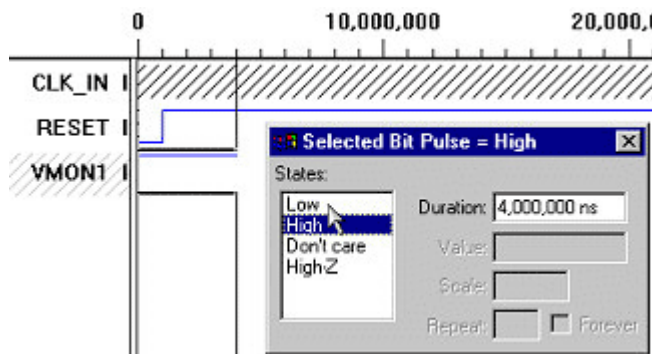 0 10,000,000 20,000,
CLK_IN I
RESET I
VMON1 I
Selected Bit Pulse = High
States:
Low
High
Don't care
High-Z
Duration: 4,000,000 ns
Value:
Scale:
Repeat: Forever